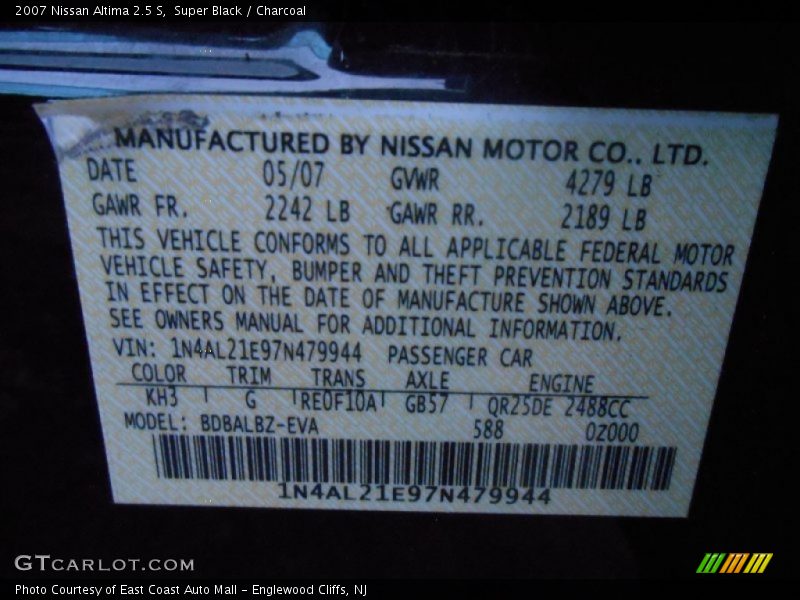 2007 Nissan Altima 2.5 S, Super Black / Charcoal
MANUFACTURED BY NISSAN MOTOR CO., LTD.
DATE 05/07 GVWR 4279 LB
GAWR FR. 2242 LB GAWR RR. 2189 LB
THIS VEHICLE CONFORMS TO ALL APPLICABLE FEDERAL MOTOR
VEHICLE SAFETY, BUMPER AND THEFT PREVENTION STANDARDS
IN EFFECT ON THE DATE OF MANUFACTURE SHOWN ABOVE.
SEE OWNERS MANUAL FOR ADDITIONAL INFORMATION.
VIN: 1N4AL21E97N479944 PASSENGER CAR
COLOR TRIM TRANS AXLE ENGINE
KH3 G RE0F10A GB57 QR25DE 2488CC
MODEL: BDBALBZ-EVA 588 0Z000
1N4AL21E97N479944
GTCARLOT.COM
Photo Courtesy of East Coast Auto Mall – Englewood Cliffs, NJ